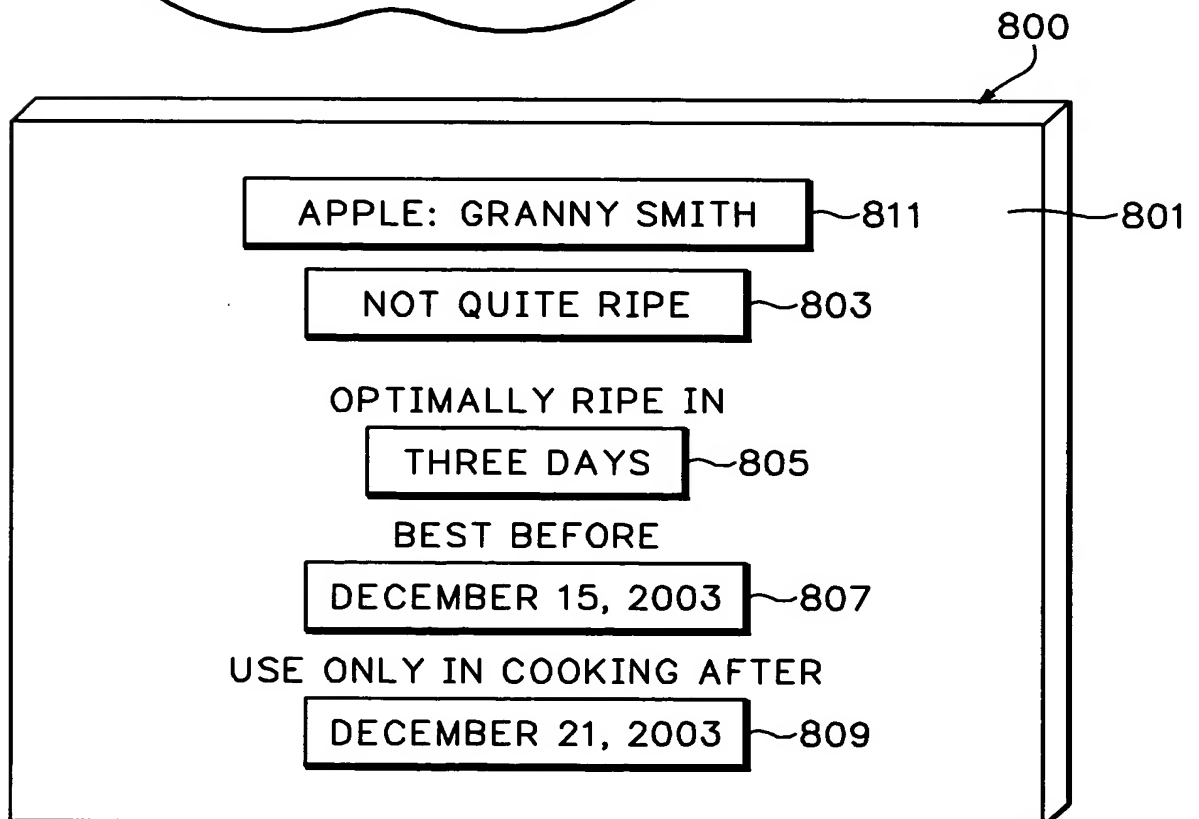 800
APPLE: GRANNY SMITH 811 801
NOT QUITE RIPE 803
OPTIMALLY RIPE IN
THREE DAYS 805
BEST BEFORE
DECEMBER 15, 2003 807
USE ONLY IN COOKING AFTER
DECEMBER 21, 2003 809